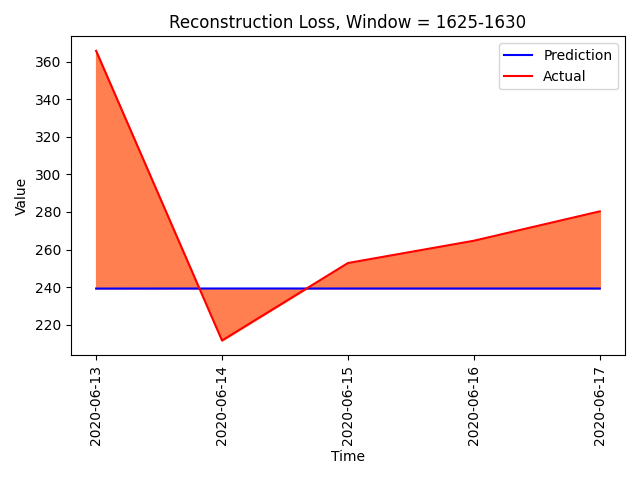 Reconstruction Loss, Window = 1625-1630
Prediction
Actual
360
340
320
300
280
260
240
220
Value
2020-06-13
2020-06-14
2020-06-15
2020-06-16
2020-06-17
Time